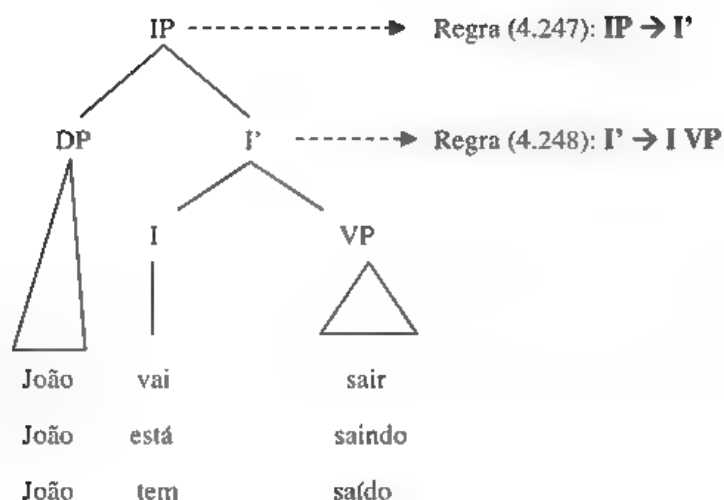 IP Regra (4.247): IP → I’
DP I’ Regra (4.248): I’ → I VP
I VP
João vai sair
João está saindo
João tem saído